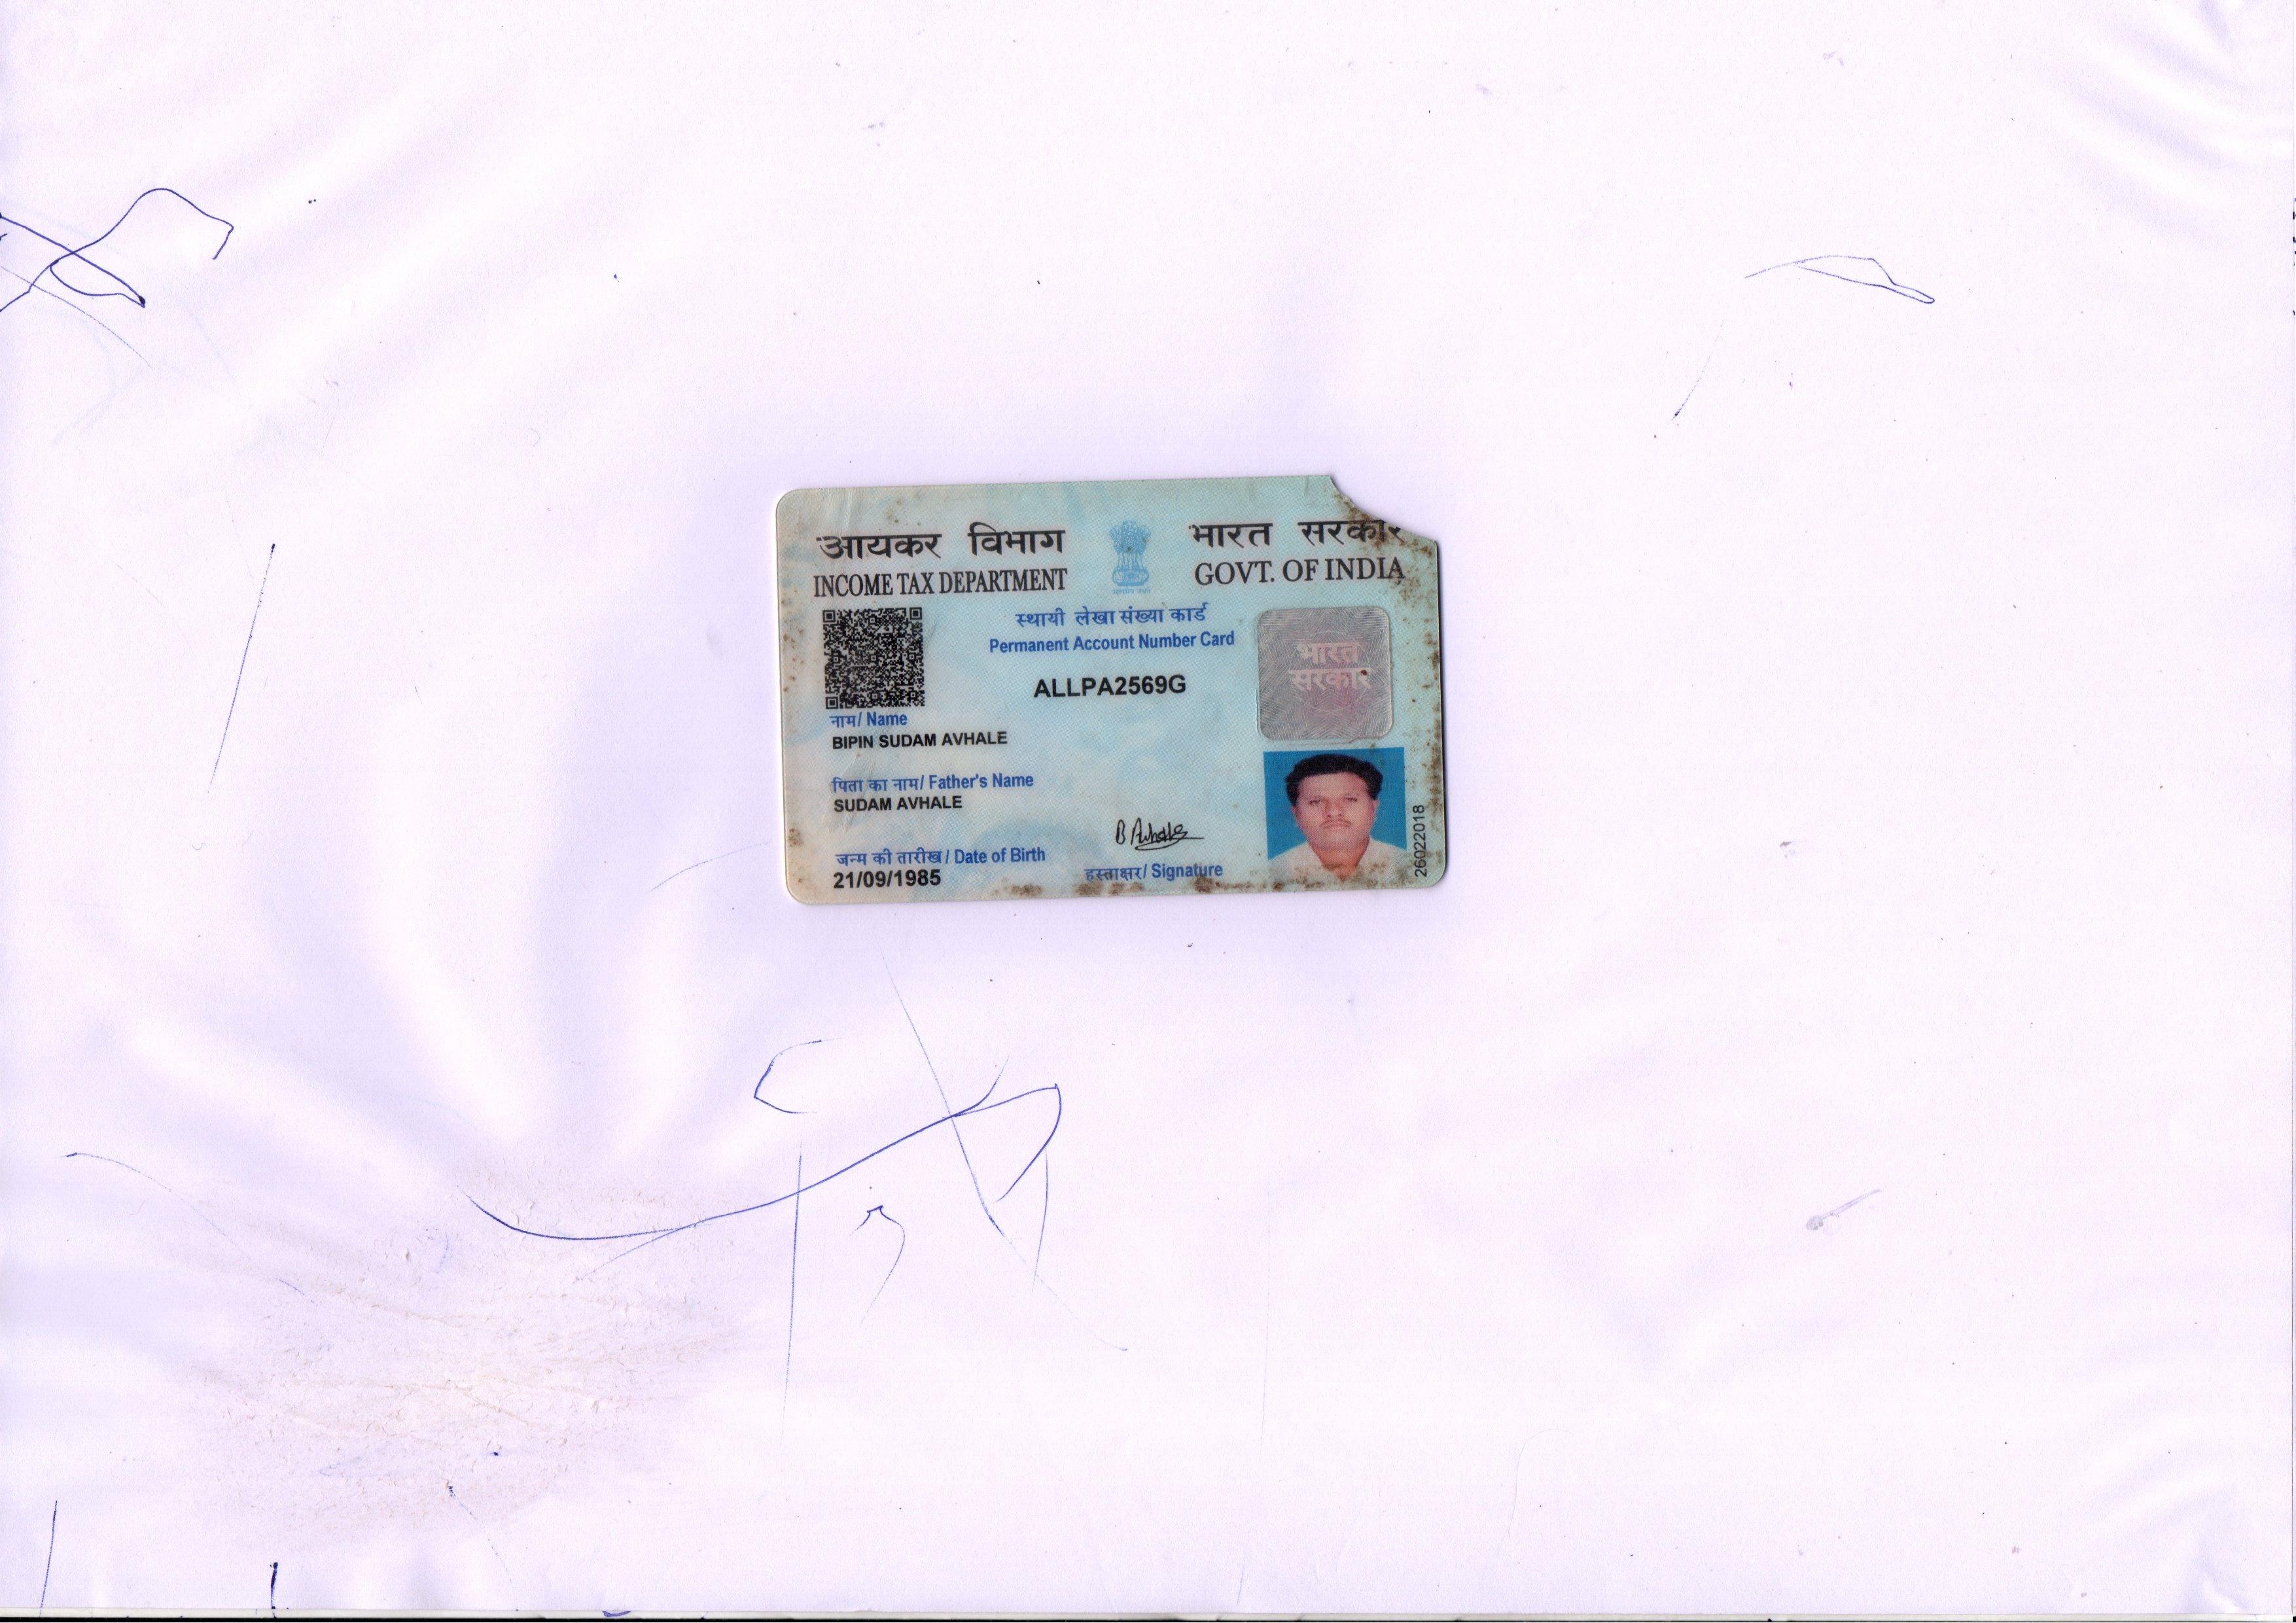 आयकर विभाग भारत सरकार
INCOME TAX DEPARTMENT GOVT. OF INDIA
स्थायी लेखा संख्या कार्ड
Permanent Account Number Card
ALLPA2569G
भारत
सरकार
नाम/ Name
BIPIN SUDAM AVHALE
पिता का नाम/ Father's Name
SUDAM AVHALE
जन्म की तारीख / Date of Birth
21/09/1985
B Avhale
हस्ताक्षर/ Signature
26022018